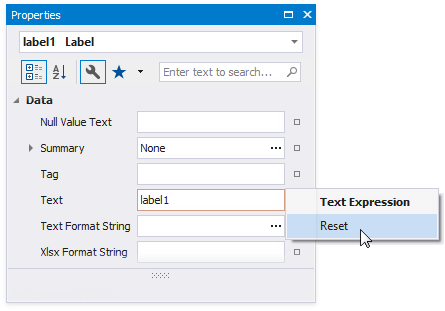 Properties
label1 Label
Enter text to search...
Data
Null Value Text
Summary None
Tag
Text label1
Text Expression
Text Format String
Reset
Xlsx Format String